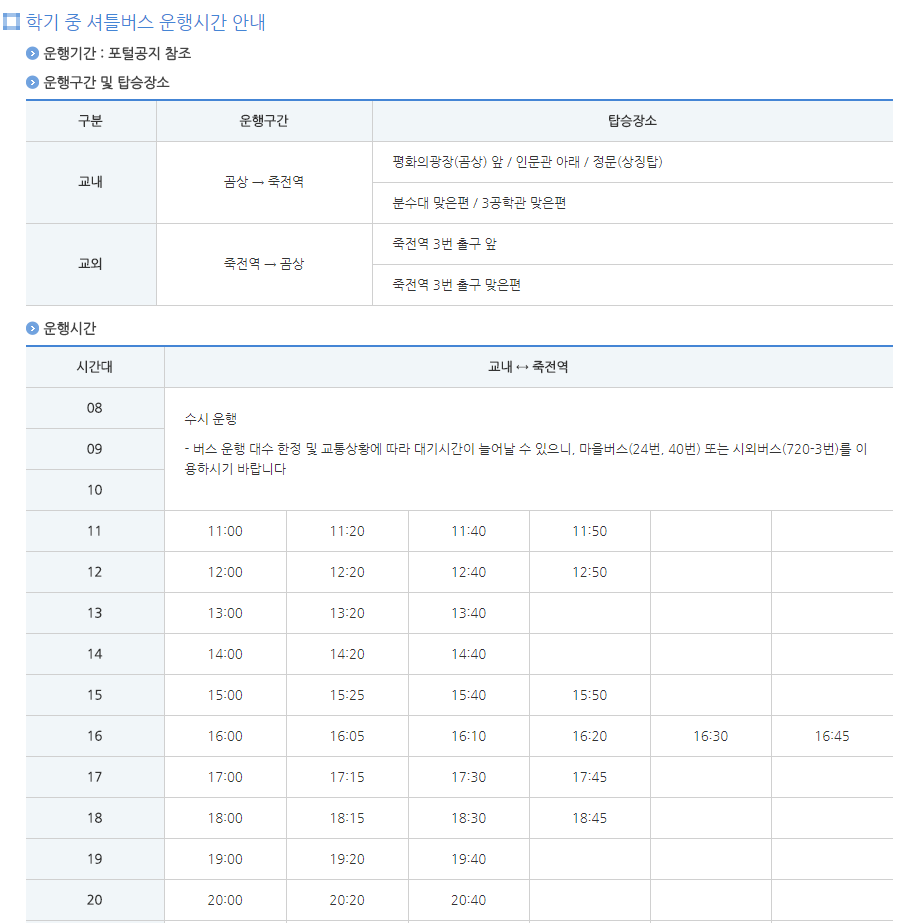 학기 중 셔틀버스 운행시간 안내
운행기간 : 포털공지 참조
운행구간 및 탑승장소
구분 운행구간 탑승장소
교내 곰상 → 죽전역 평화의광장(곰상) 앞 / 인문관 아래 / 정문(상징탑)
분수대 맞은편 / 3공학관 맞은편
교외 죽전역 → 곰상 죽전역 3번 출구 앞
죽전역 3번 출구 맞은편
운행시간
시간대 교내 ↔ 죽전역
08
09
10
수시 운행
- 버스 운행 대수 한정 및 교통상황에 따라 대기시간이 늘어날 수 있으니, 마을버스(24번, 40번) 또는 시외버스(720-3번)를 이
용하시기 바랍니다
11 11:00 11:20 11:40 11:50
12 12:00 12:20 12:40 12:50
13 13:00 13:20 13:40
14 14:00 14:20 14:40
15 15:00 15:25 15:40 15:50
16 16:00 16:05 16:10 16:20 16:30 16:45
17 17:00 17:15 17:30 17:45
18 18:00 18:15 18:30 18:45
19 19:00 19:20 19:40
20 20:00 20:20 20:40